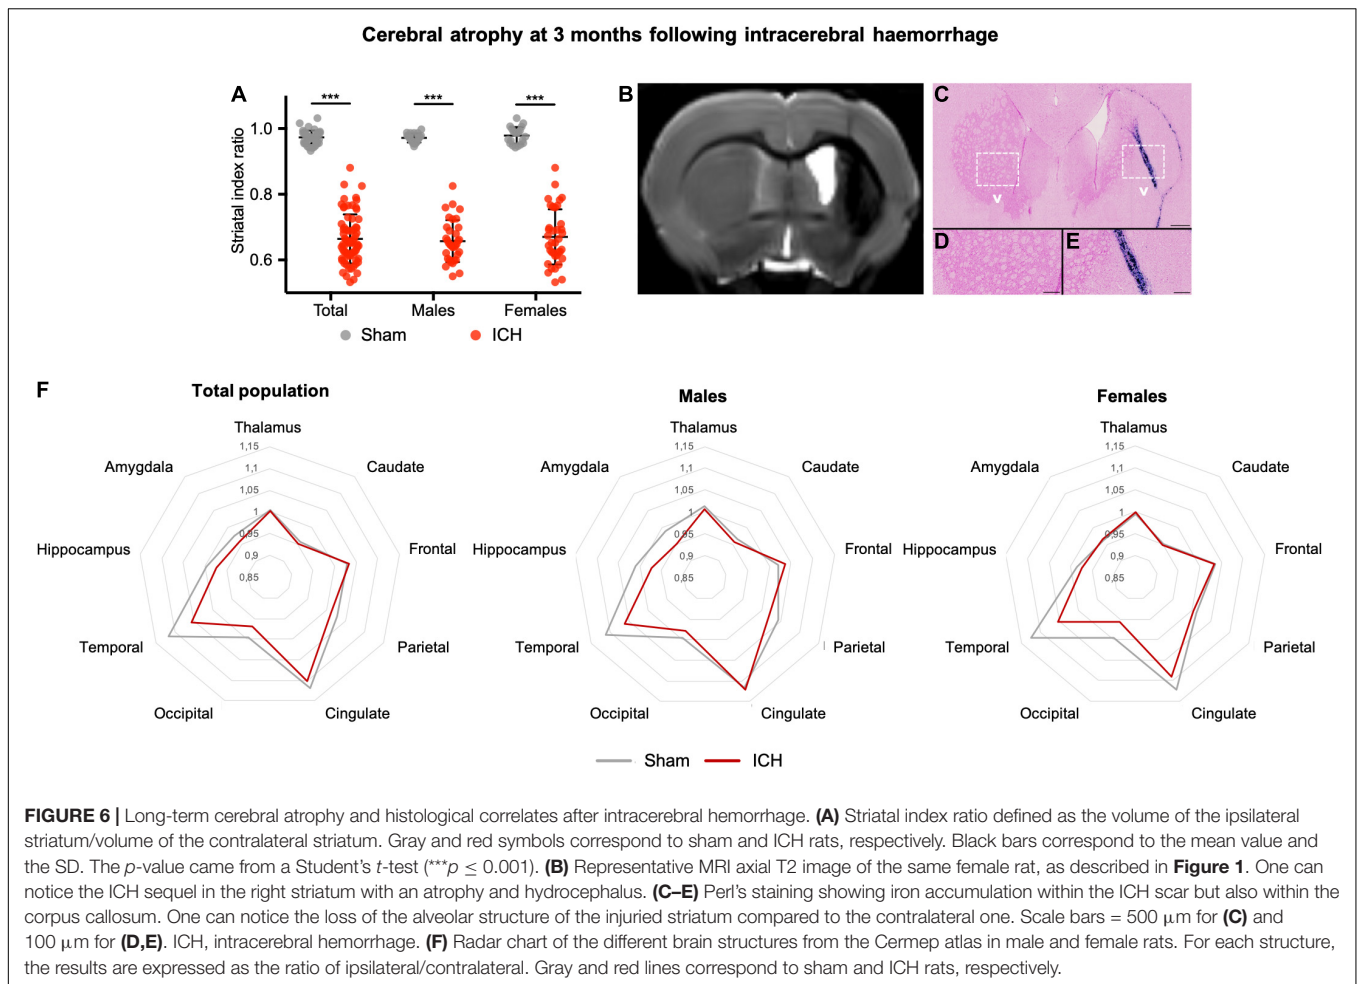 Cerebral atrophy at 3 months following intracerebral haemorrhage
A
***
***
***
Striatal index ratio
1.0
0.8
0.6
Total
Males
Females
Sham
ICH
B
C
V
V
D
E
F
Total population
Thalamus
Caudate
Frontal
Parietal
Cingulate
Occipital
Temporal
Hippocampus
Amygdala
1,15
1,1
1,05
1
0,95
0,9
0,85
Males
Thalamus
Caudate
Frontal
Parietal
Cingulate
Occipital
Temporal
Hippocampus
Amygdala
1,15
1,1
1,05
1
0,95
0,9
0,85
Females
Thalamus
Caudate
Frontal
Parietal
Cingulate
Occipital
Temporal
Hippocampus
Amygdala
1,15
1,1
1,05
1
0,95
0,9
0,85
Sham
ICH
FIGURE 6 | Long-term cerebral atrophy and histological correlates after intracerebral hemorrhage. (A) Striatal index ratio defined as the volume of the ipsilateral
striatum/volume of the contralateral striatum. Gray and red symbols correspond to sham and ICH rats, respectively. Black bars correspond to the mean value and
the SD. The p-value came from a Student's t-test (***p ≤ 0.001). (B) Representative MRI axial T2 image of the same female rat, as described in Figure 1. One can
notice the ICH sequel in the right striatum with an atrophy and hydrocephalus. (C–E) Perl's staining showing iron accumulation within the ICH scar but also within the
corpus callosum. One can notice the loss of the alveolar structure of the injuried striatum compared to the contralateral one. Scale bars = 500 μm for (C) and
100 μm for (D,E). ICH, intracerebral hemorrhage. (F) Radar chart of the different brain structures from the Cermep atlas in male and female rats. For each structure,
the results are expressed as the ratio of ipsilateral/contralateral. Gray and red lines correspond to sham and ICH rats, respectively.